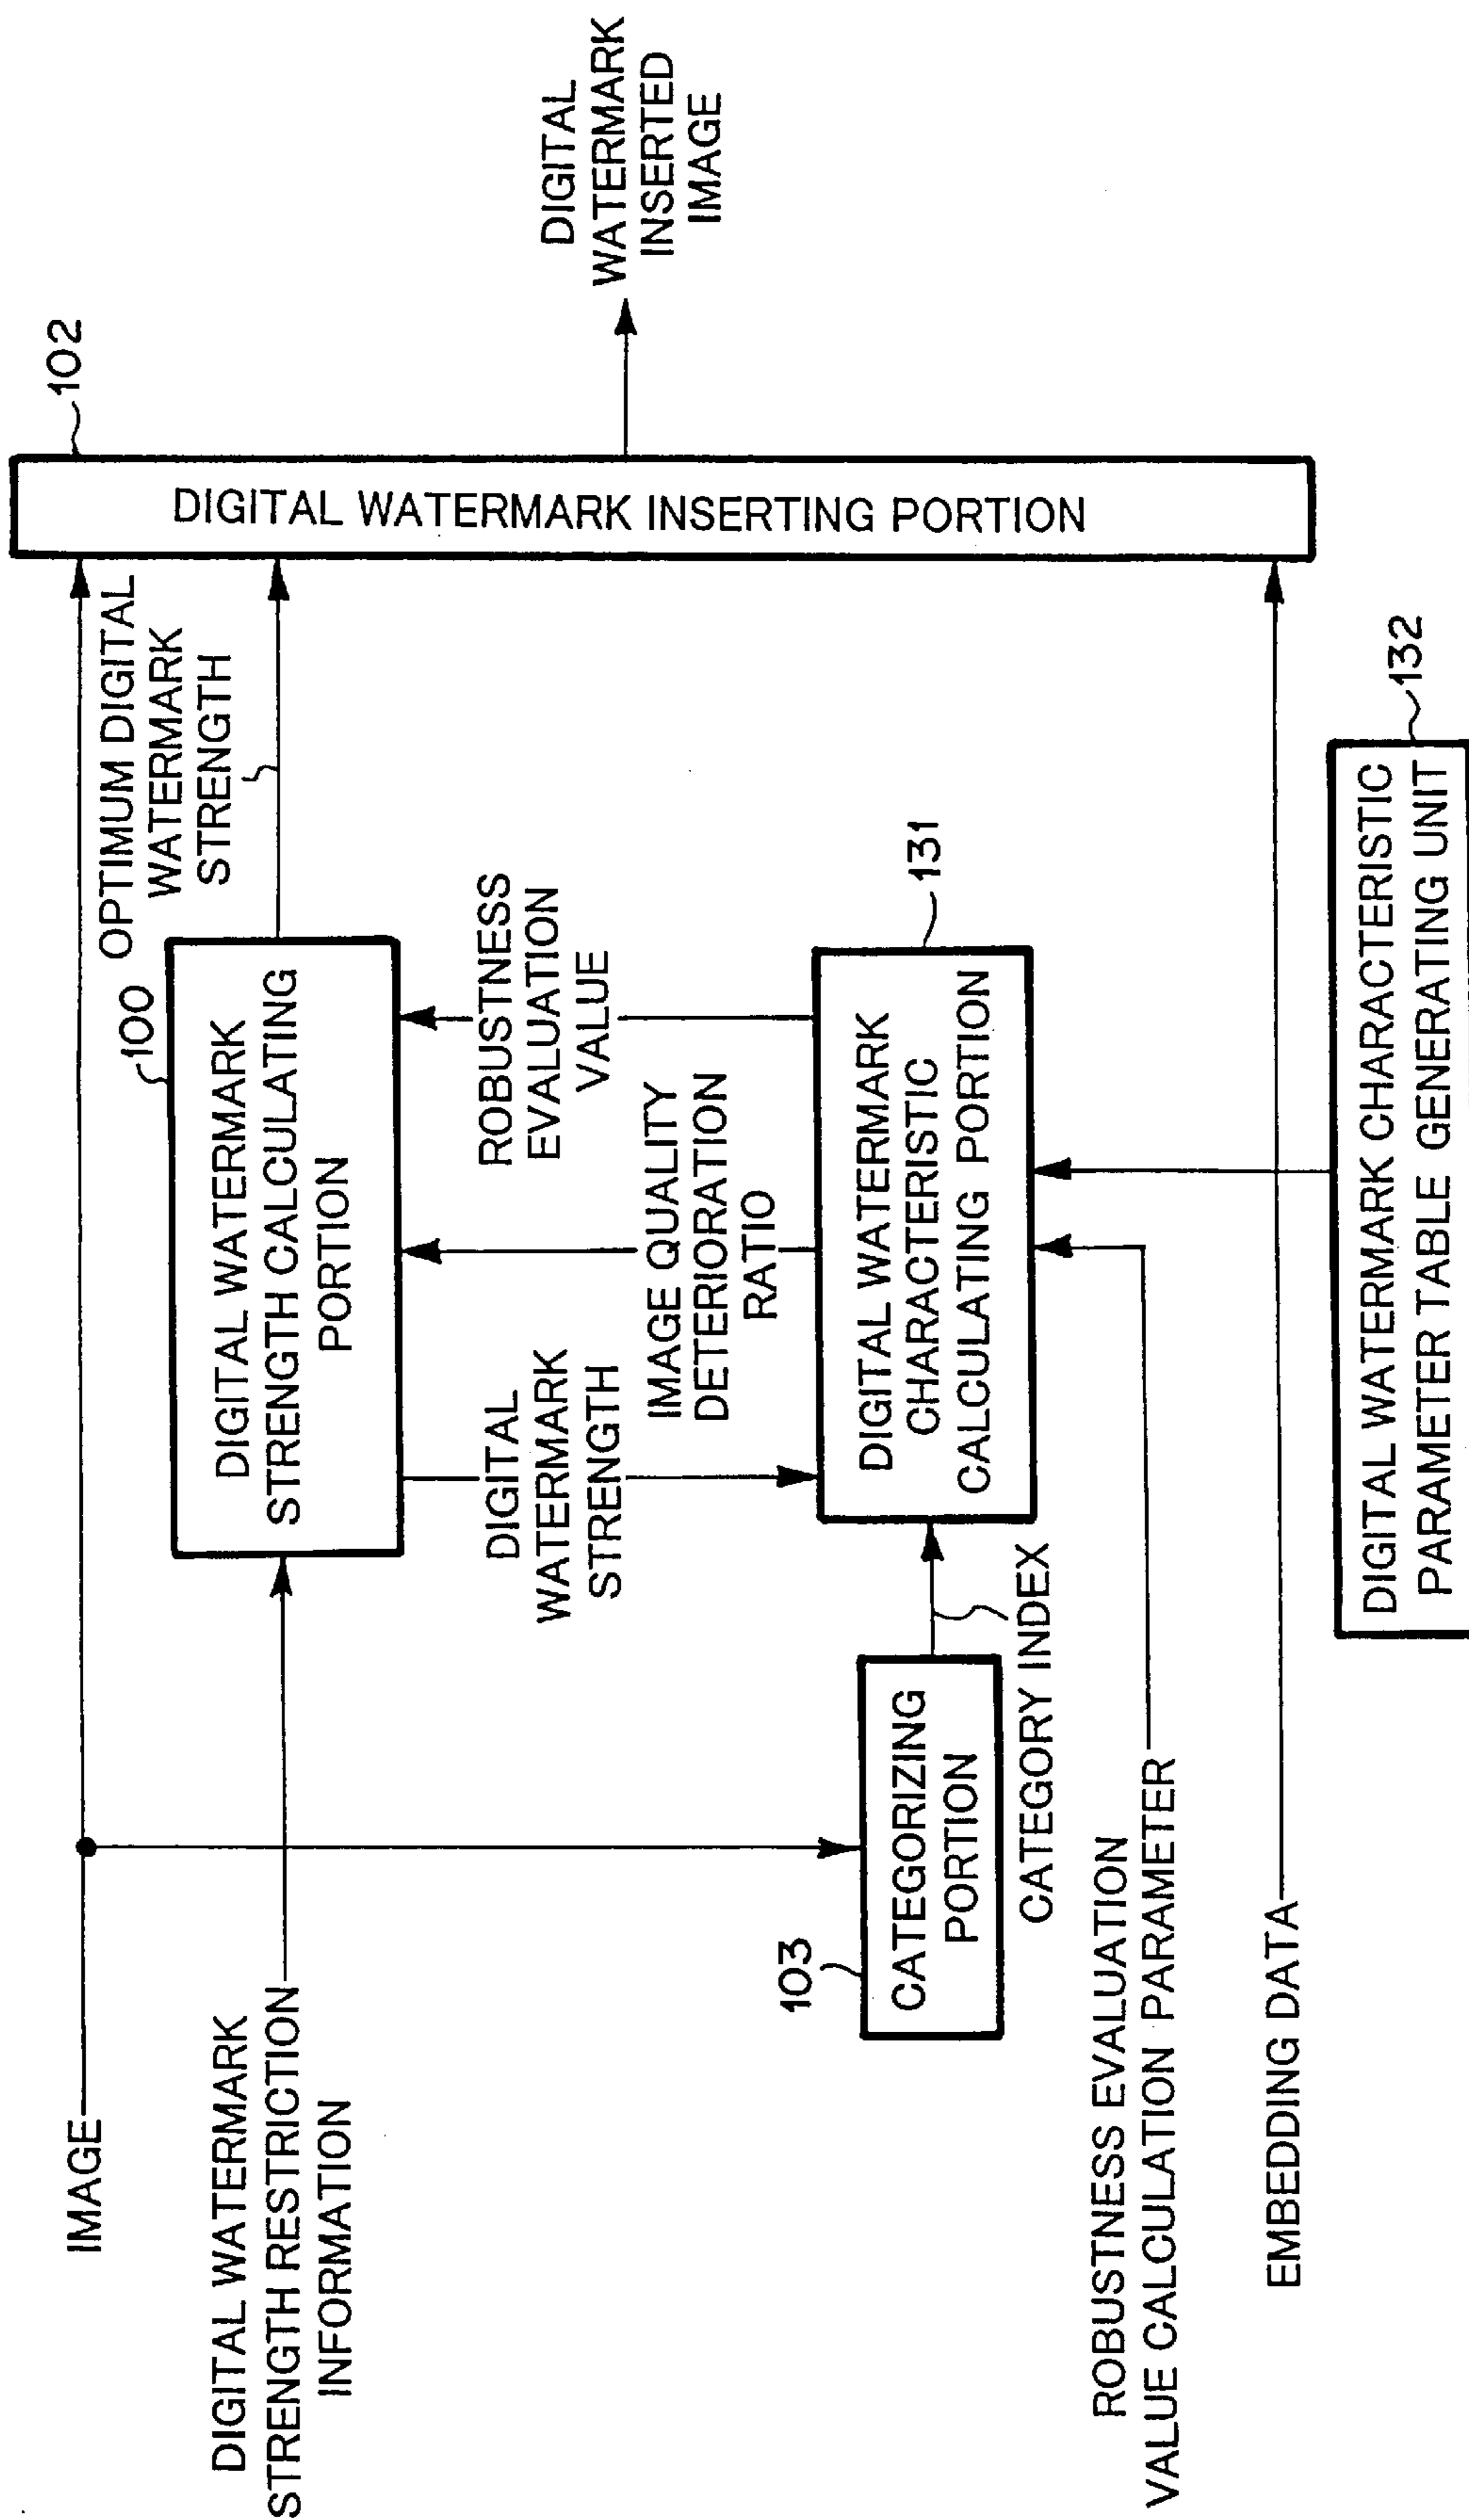 IMAGE
DIGITAL WATERMARK
STRENGTH RESTRICTION
INFORMATION
103
CATEGORIZING
PORTION
CATEGORY INDEX
ROBUSTNESS EVALUATION
VALUE CALCULATION PARAMETER
EMBEDDING DATA
100
DIGITAL WATERMARK
STRENGTH CALCULATING
PORTION
DIGITAL
WATERMARK
STRENGTH
IMAGE QUALITY
DETERIORATION
RATIO
ROBUSTNESS
EVALUATION
VALUE
131
DIGITAL WATERMARK
CHARACTERISTIC
CALCULATING PORTION
132
DIGITAL WATERMARK CHARACTERISTIC
PARAMETER TABLE GENERATING UNIT
OPTIMUM DIGITAL
WATERMARK
STRENGTH
102
DIGITAL WATERMARK INSERTING PORTION
DIGITAL
WATERMARK
INSERTED
IMAGE